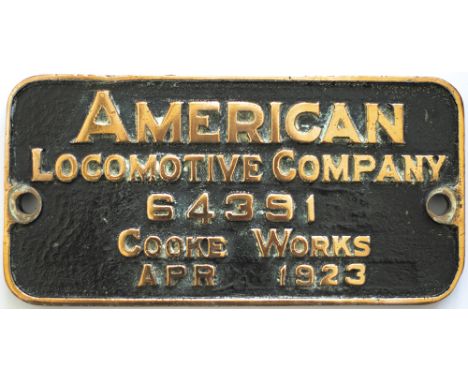 AMERICAN
LOCOMOTIVE COMPANY
64391
COOKE WORKS
APR 1923